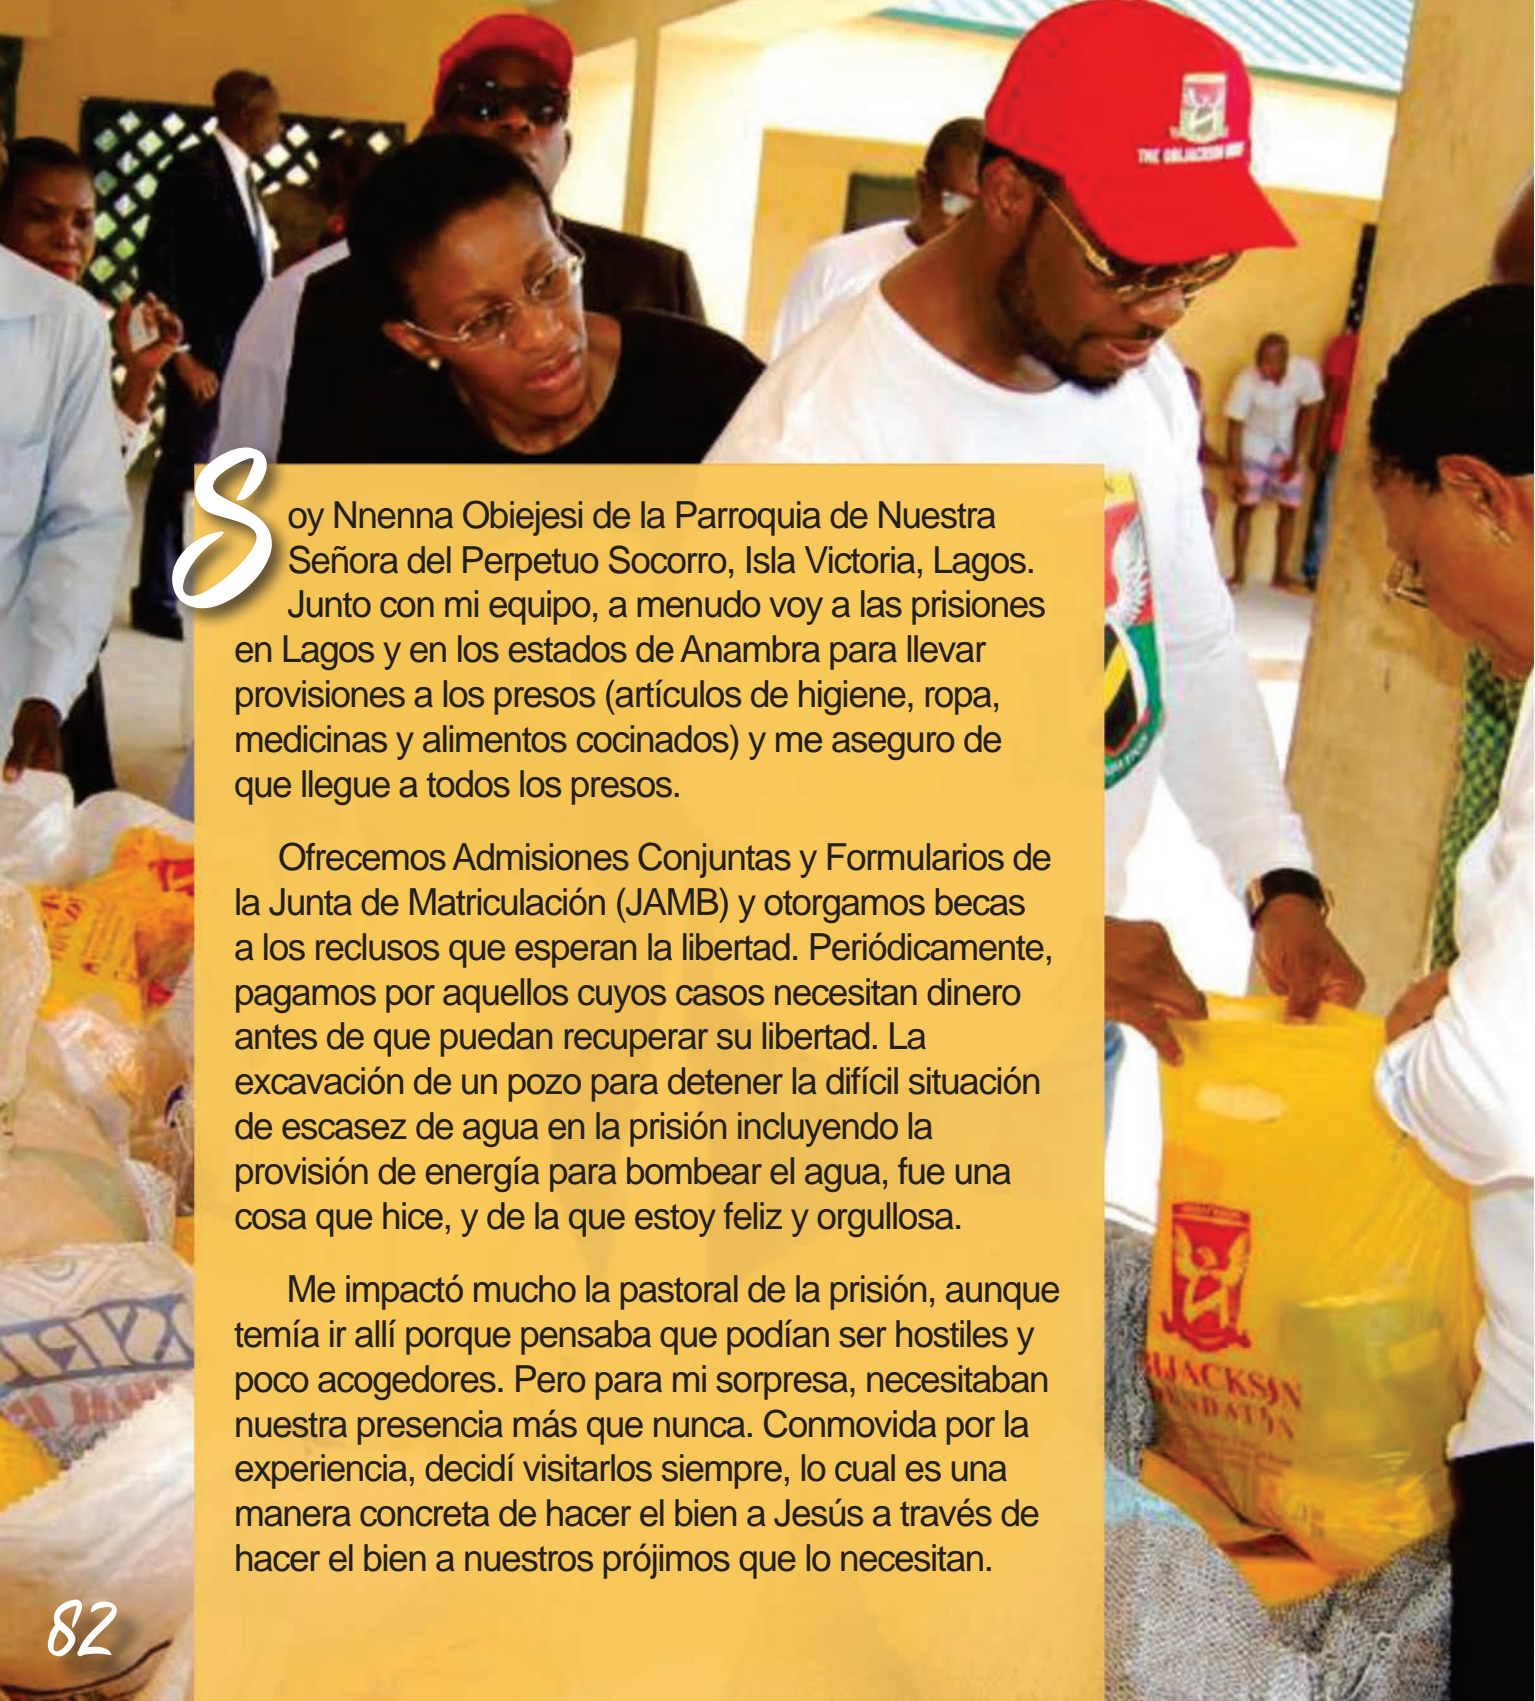 THE OBIJACKSON
Soy Nnenna Obiejesi de la Parroquia de Nuestra
Señora del Perpetuo Socorro, Isla Victoria, Lagos.
Junto con mi equipo, a menudo voy a las prisiones
en Lagos y en los estados de Anambra para llevar
provisiones a los presos (artículos de higiene, ropa,
medicinas y alimentos cocinados) y me aseguro de
que llegue a todos los presos.
Ofrecemos Admisiones Conjuntas y Formularios de
la Junta de Matriculación (JAMB) y otorgamos becas
a los reclusos que esperan la libertad. Periódicamente,
pagamos por aquellos cuyos casos necesitan dinero
antes de que puedan recuperar su libertad. La
excavación de un pozo para detener la difícil situación
de escasez de agua en la prisión incluyendo la
provisión de energía para bombear el agua, fue una
cosa que hice, y de la que estoy feliz y orgullosa.
Me impactó mucho la pastoral de la prisión, aunque
temía ir allí porque pensaba que podían ser hostiles y
poco acogedores. Pero para mi sorpresa, necesitaban
nuestra presencia más que nunca. Conmovida por la
experiencia, decidí visitarlos siempre, lo cual es una
manera concreta de hacer el bien a Jesús a través de
hacer el bien a nuestros prójimos que lo necesitan.
82